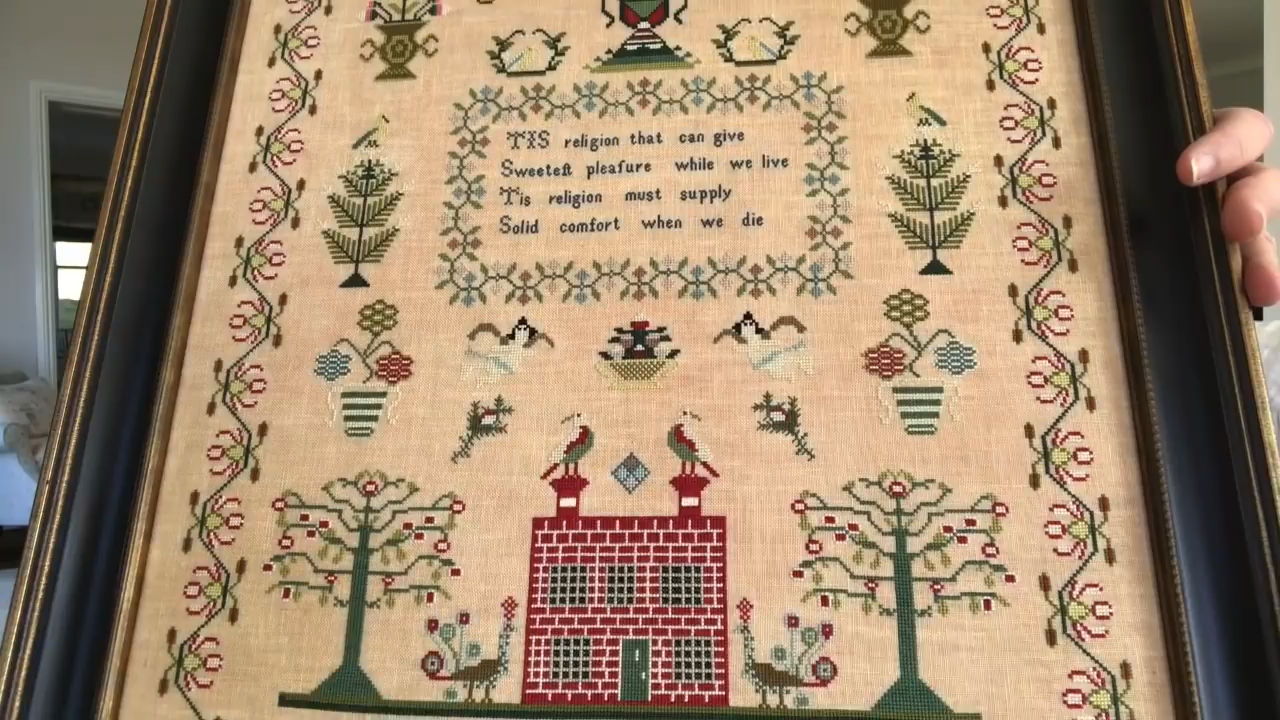 TIS religion that can give
Sweetest pleaſure while we live
Tis religion must supply
Solid comfort when we die